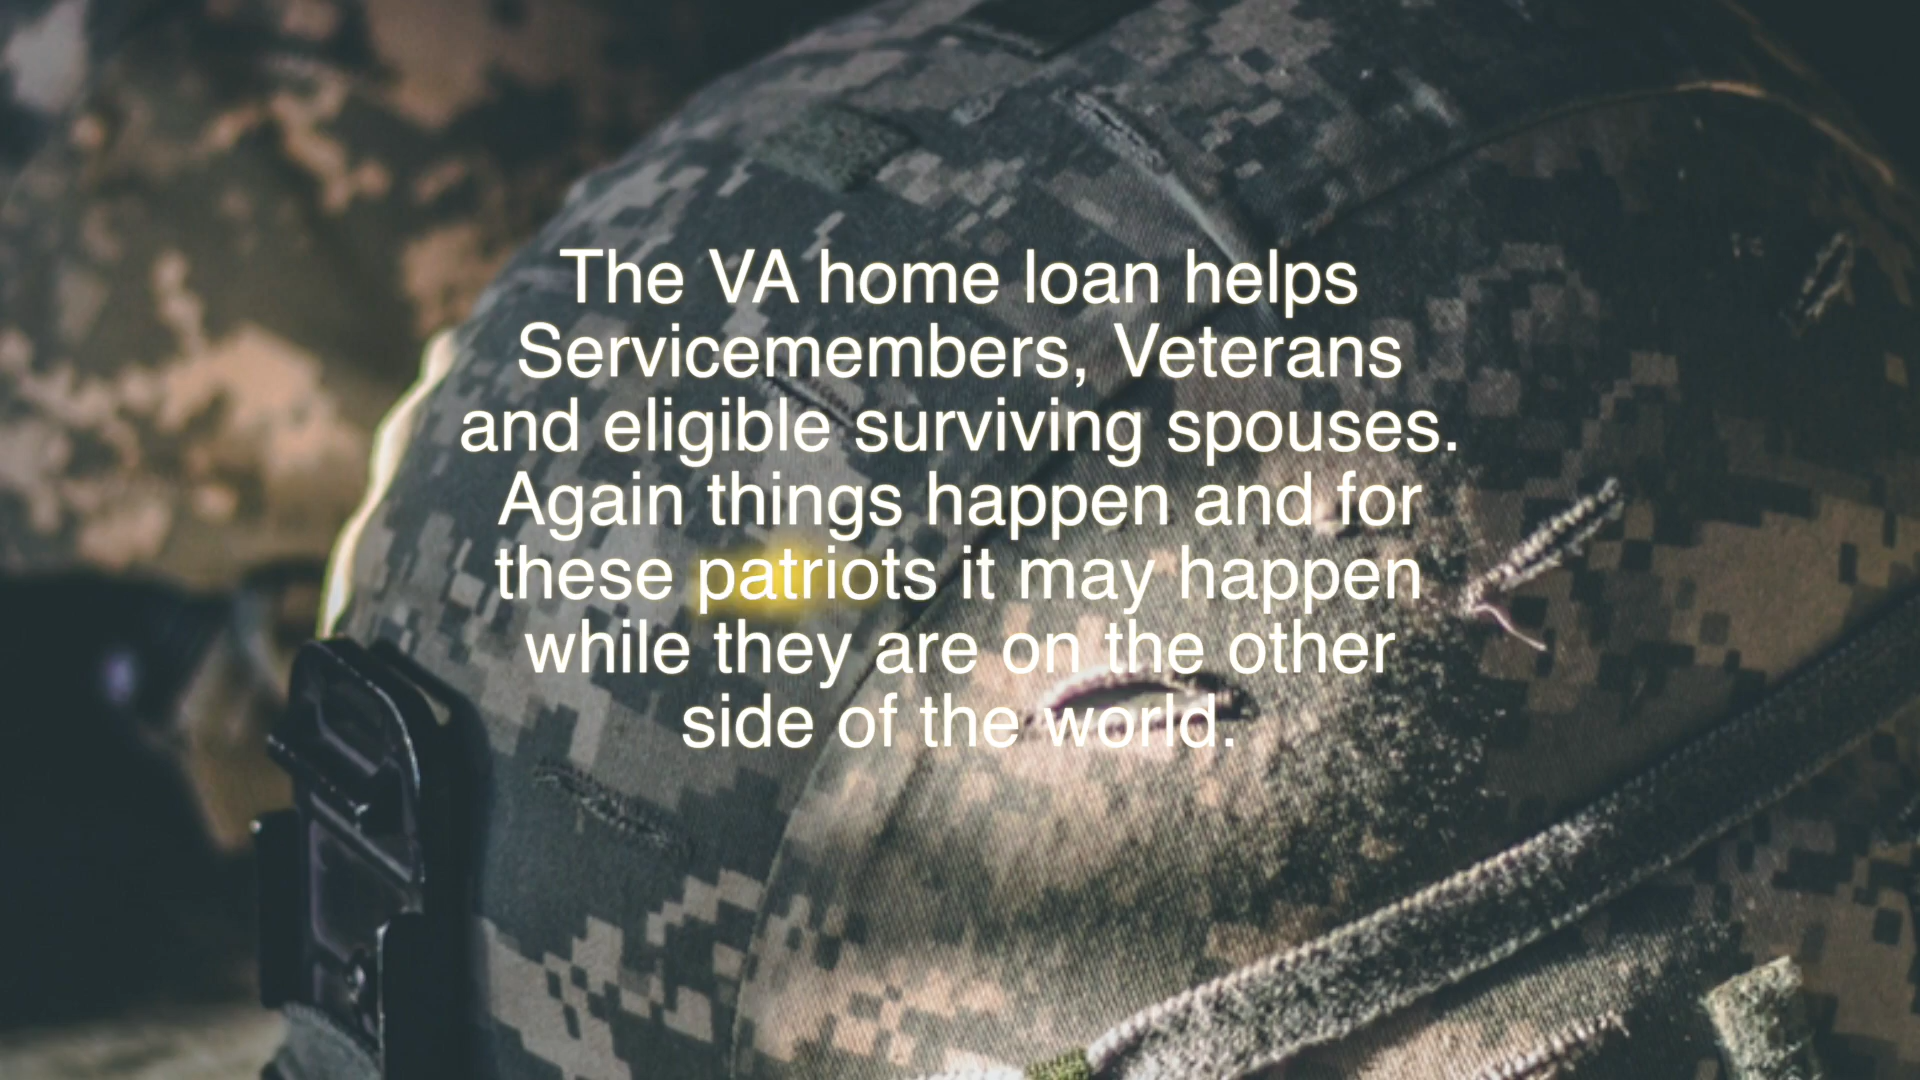 The VA home loan helps
Servicemembers, Veterans
and eligible surviving spouses.
Again things happen and for
these patriots it may happen
while they are on the other
side of the world.